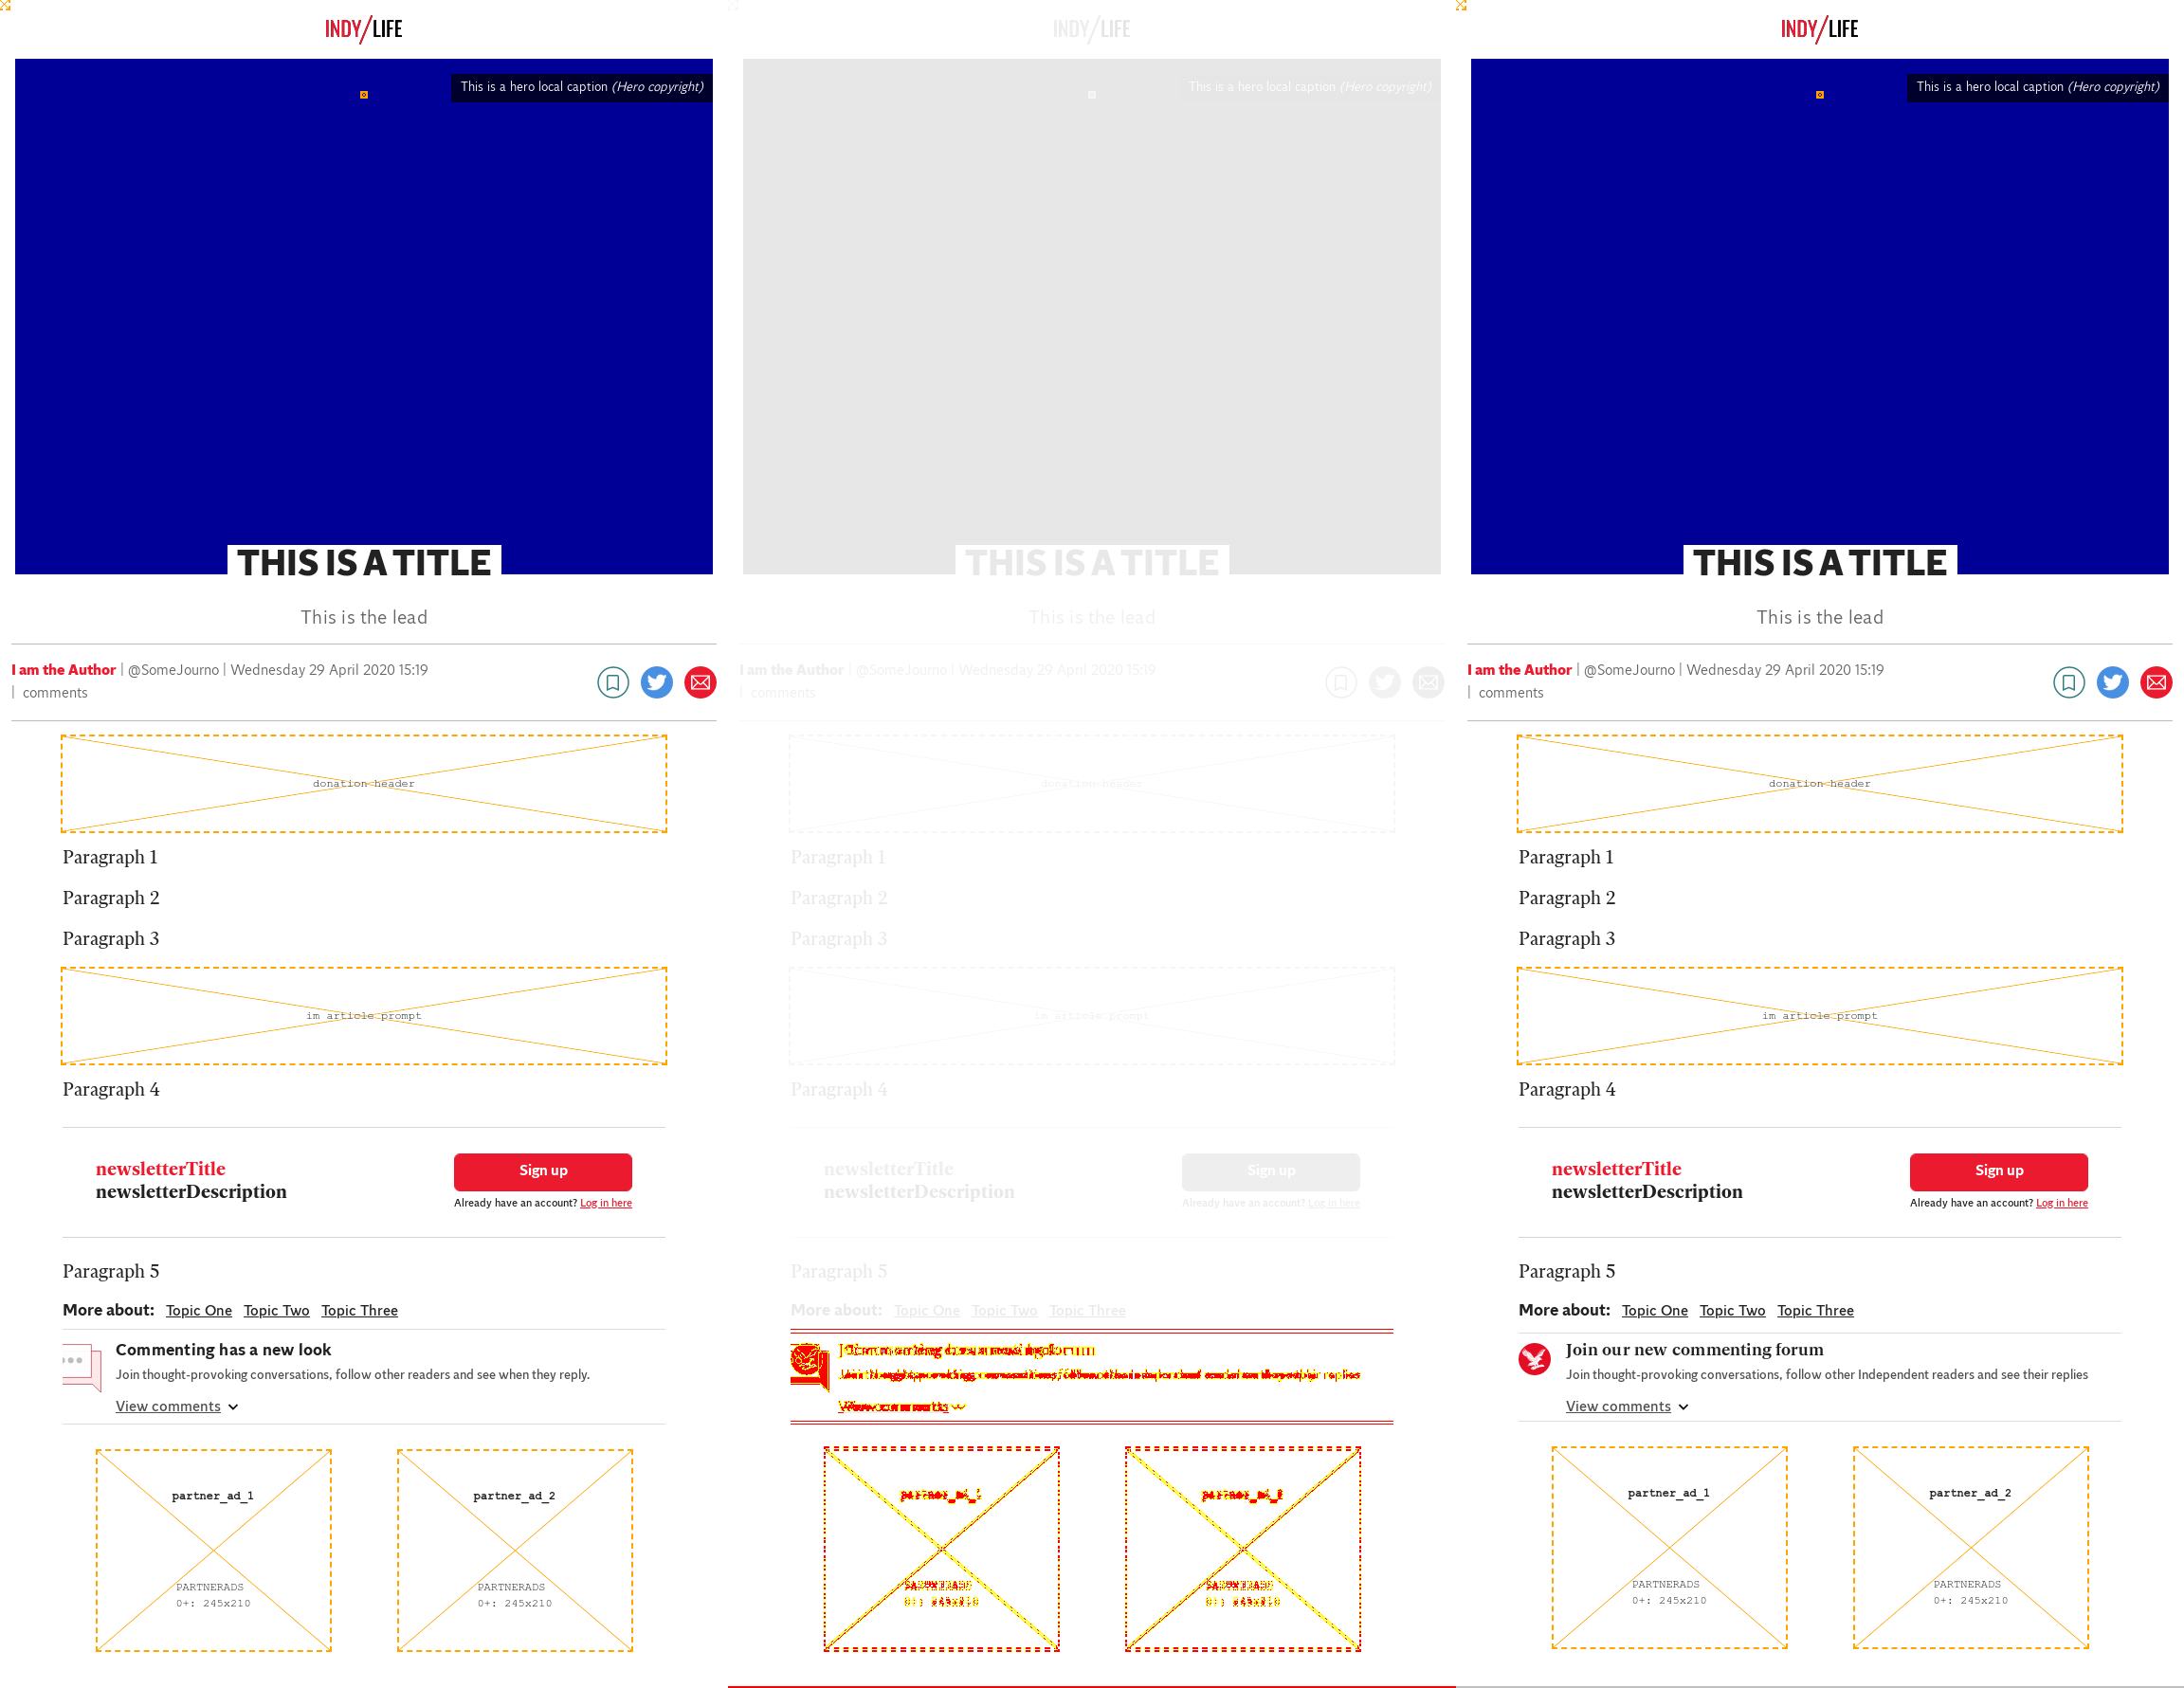 INDY/LIFE
This is a hero local caption (Hero copyright)
THIS IS A TITLE
This is the lead
I am the Author | @SomeJourno | Wednesday 29 April 2020 15:19
| comments
donation header
Paragraph 1
Paragraph 2
Paragraph 3
im article prompt
Paragraph 4
newsletterTitle
newsletterDescription
Sign up
Already have an account? Log in here
Paragraph 5
More about: Topic One Topic Two Topic Three
Commenting has a new look
Join thought-provoking conversations, follow other readers and see when they reply.
View comments
partner_ad_1
PARTNERADS
0+: 245x210
partner_ad_2
PARTNERADS
0+: 245x210
INDY/LIFE
This is a hero local caption (Hero copyright)
THIS IS A TITLE
This is the lead
I am the Author | @SomeJourno | Wednesday 29 April 2020 15:19
| comments
donation header
Paragraph 1
Paragraph 2
Paragraph 3
im article prompt
Paragraph 4
newsletterTitle
newsletterDescription
Sign up
Already have an account? Log in here
Paragraph 5
More about: Topic One Topic Two Topic Three
INDY/LIFE
This is a hero local caption (Hero copyright)
THIS IS A TITLE
This is the lead
I am the Author | @SomeJourno | Wednesday 29 April 2020 15:19
| comments
donation header
Paragraph 1
Paragraph 2
Paragraph 3
im article prompt
Paragraph 4
newsletterTitle
newsletterDescription
Sign up
Already have an account? Log in here
Paragraph 5
More about: Topic One Topic Two Topic Three
Join our new commenting forum
Join thought-provoking conversations, follow other Independent readers and see their replies
View comments
partner_ad_1
PARTNERADS
0+: 245x210
partner_ad_2
PARTNERADS
0+: 245x210